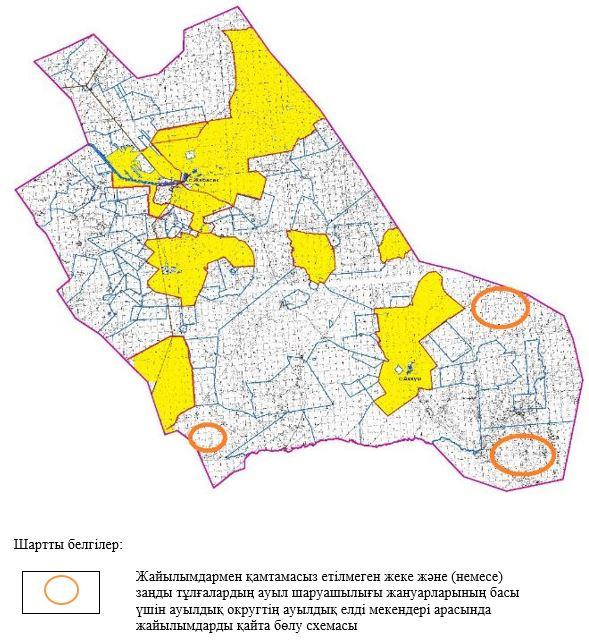 с.Аккуш
Шартты белгілер:
Жайылымдармен қамтамасыз етілмеген жеке және (немесе)
заңды тұлғалардың ауыл шаруашылығы жануарларының басы
үшін ауылдық округтің ауылдық елді мекендері арасында
жайылымдарды қайта бөлу схемасы